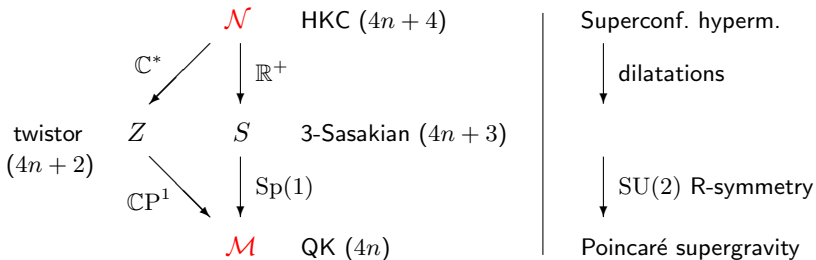 𝒩 HKC (4n + 4) Superconf. hyperm.
ℂ* ℝ⁺ dilatations
twistor Z S 3-Sasakian (4n + 3)
(4n + 2)
ℂP¹ Sp(1) SU(2) R-symmetry
ℳ QK (4n) Poincaré supergravity